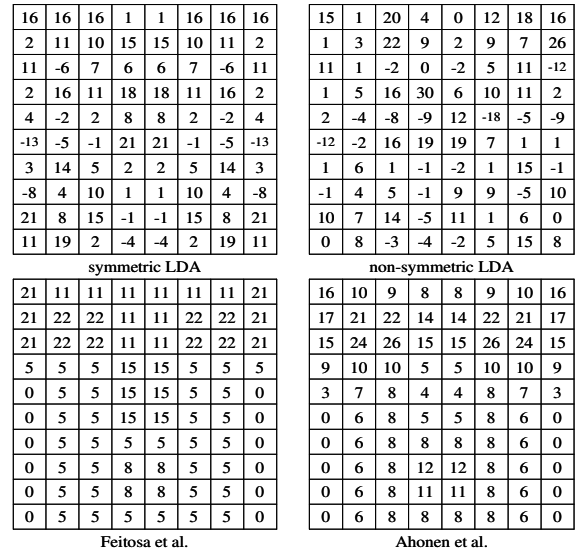 16 16 16 1 1 16 16 16
2 11 10 15 15 10 11 2
11 -6 7 6 6 7 -6 11
2 16 11 18 18 11 16 2
4 -2 2 8 8 2 -2 4
-13 -5 -1 21 21 -1 -5 -13
3 14 5 2 2 5 14 3
-8 4 10 1 1 10 4 -8
21 8 15 -1 -1 15 8 21
11 19 2 -4 -4 2 19 11
symmetric LDA
15 1 20 4 0 12 18 16
1 3 22 9 2 9 7 26
11 1 -2 0 -2 5 11 -12
1 5 16 30 6 10 11 2
2 -4 -8 -9 12 -18 -5 -9
-12 -2 16 19 19 7 1 1
1 6 1 -1 -2 1 15 -1
-1 4 5 -1 9 9 -5 10
10 7 14 -5 11 1 6 0
0 8 -3 -4 -2 5 15 8
non-symmetric LDA
21 11 11 11 11 11 11 21
21 22 22 11 11 22 22 21
21 22 22 11 11 22 22 21
5 5 5 15 15 5 5 5
0 5 5 15 15 5 5 0
0 5 5 15 15 5 5 0
0 5 5 5 5 5 5 0
0 5 5 8 8 5 5 0
0 5 5 8 8 5 5 0
0 5 5 5 5 5 5 0
Feitosa et al.
16 10 9 8 8 9 10 16
17 21 22 14 14 22 21 17
15 24 26 15 15 26 24 15
9 10 10 5 5 10 10 9
3 7 8 4 4 8 7 3
0 6 8 5 5 8 6 0
0 6 8 8 8 8 6 0
0 6 8 12 12 8 6 0
0 6 8 11 11 8 6 0
0 6 8 8 8 8 6 0
Ahonen et al.